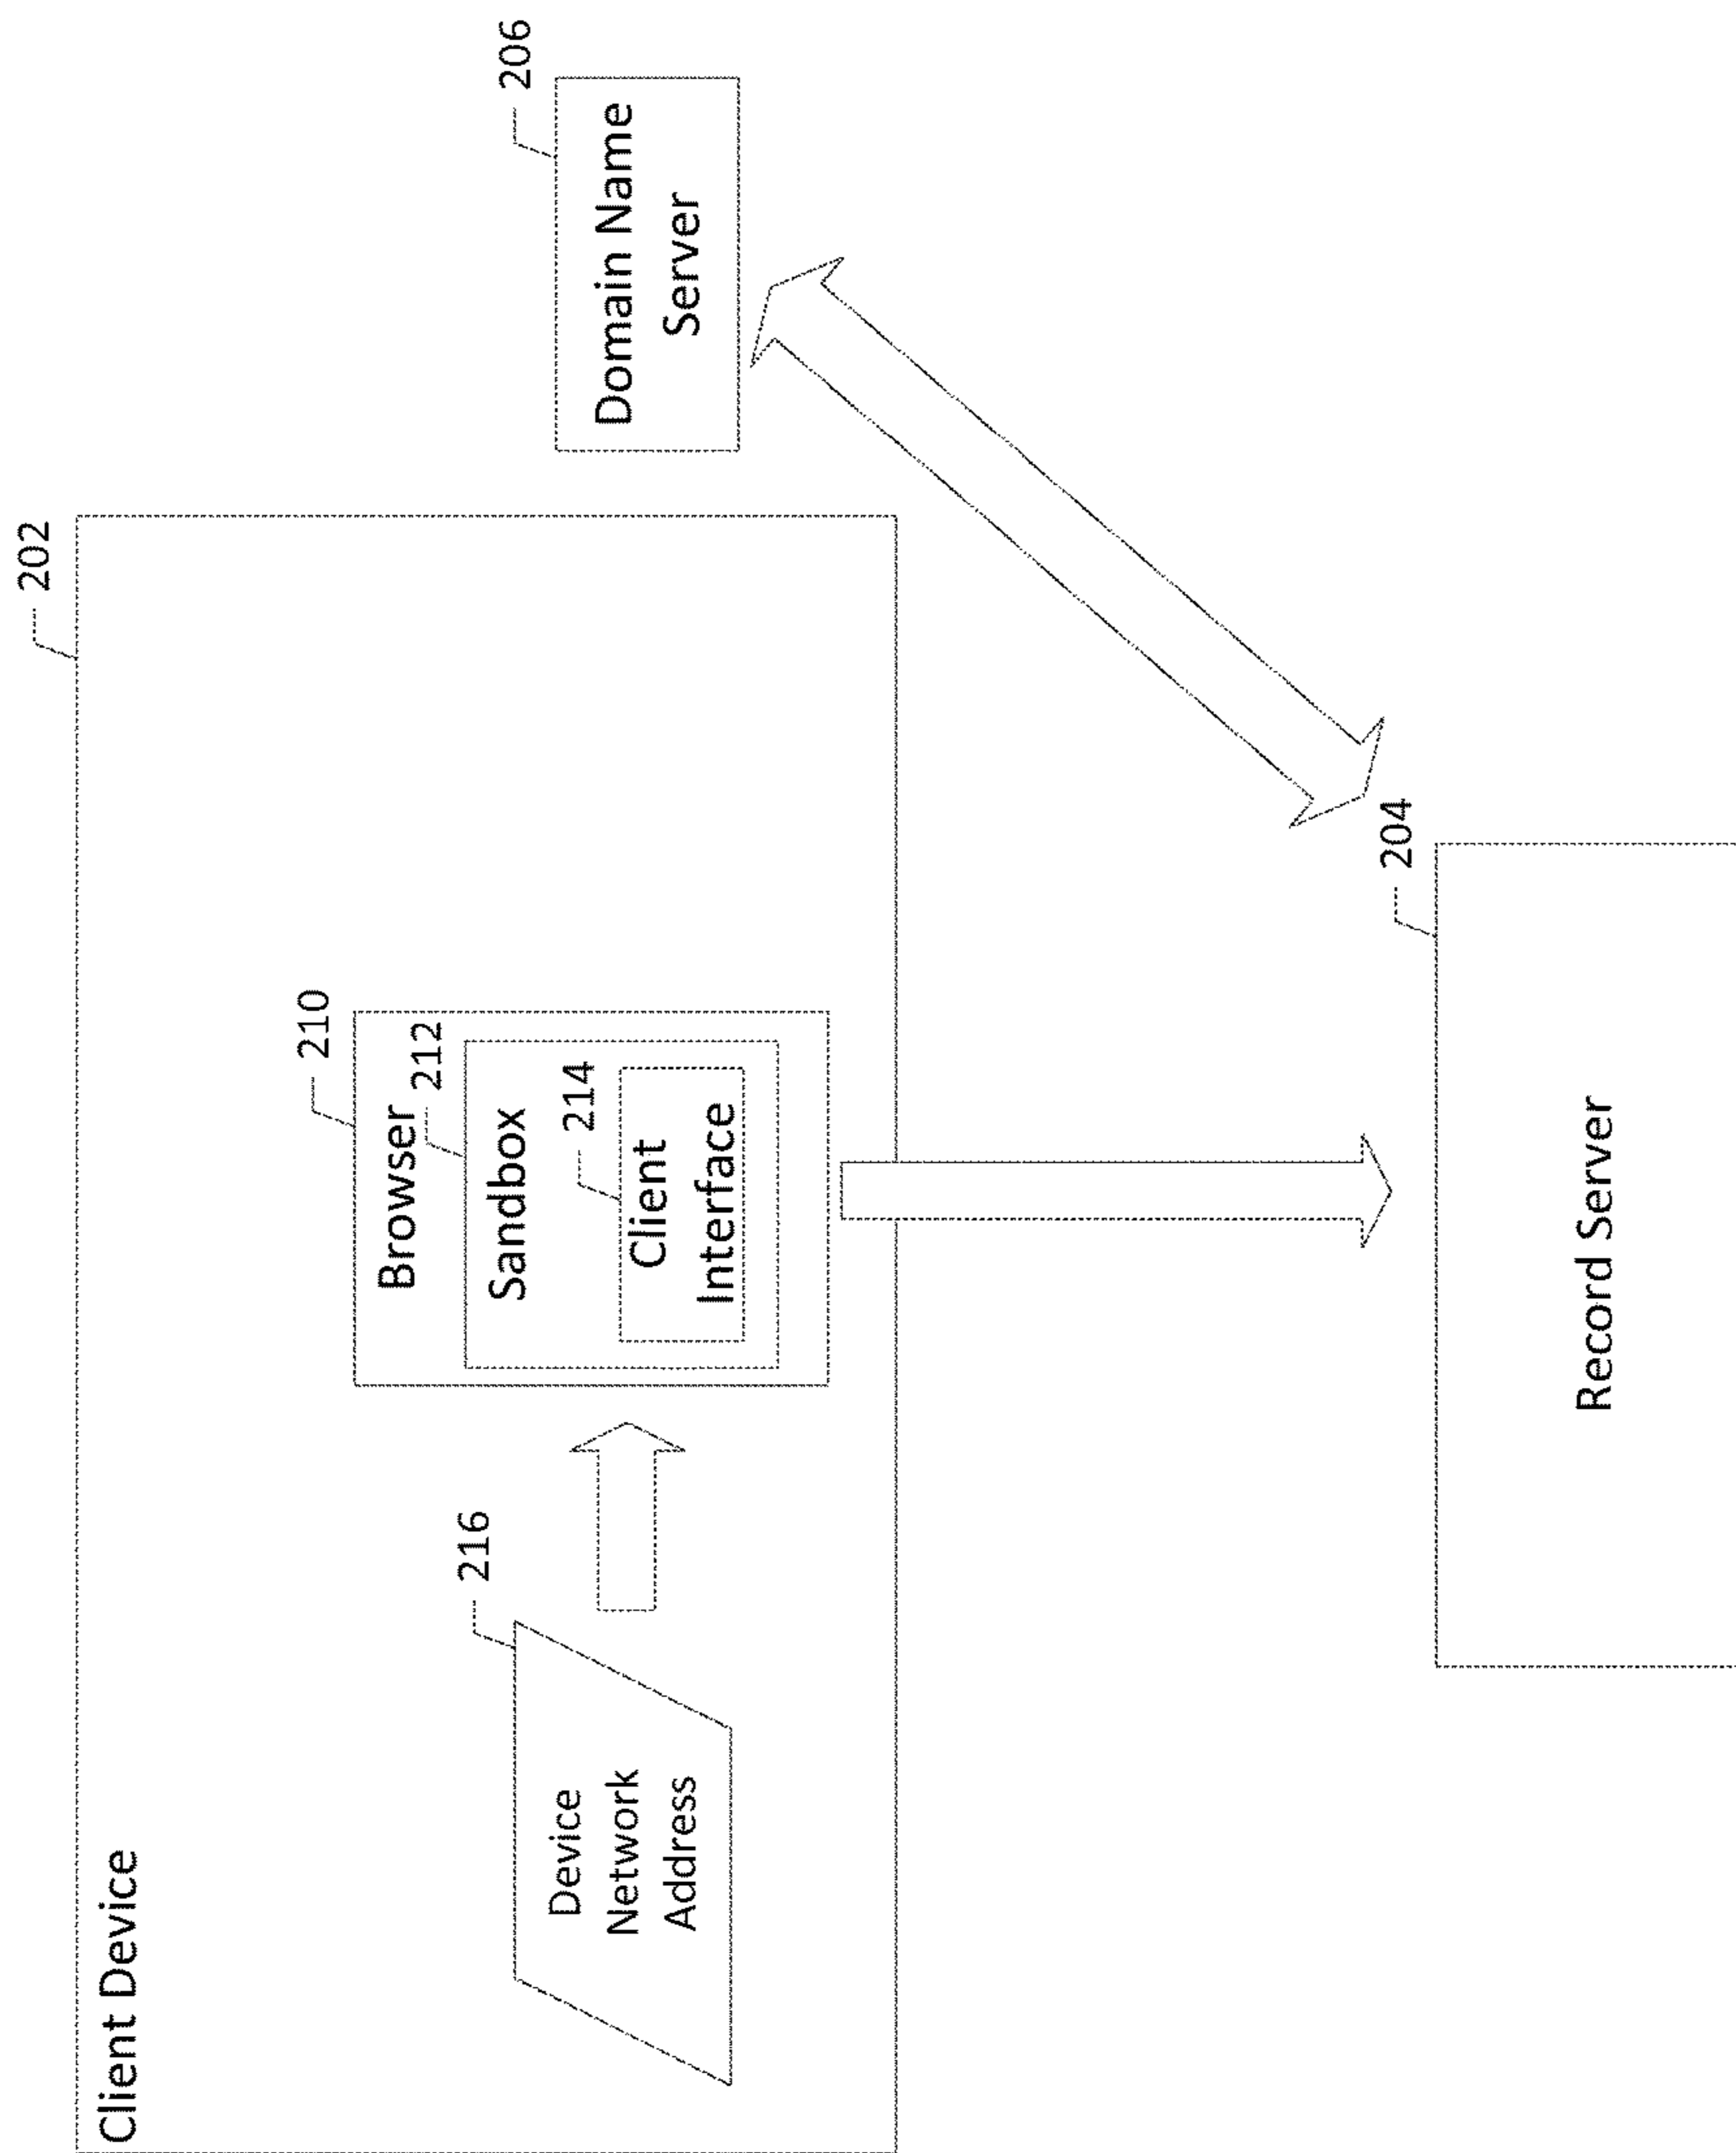 202
Client Device
210
Browser
212
Sandbox
214
Client
Interface
216
Device
Network
Address
206
Domain Name
Server
204
Record Server